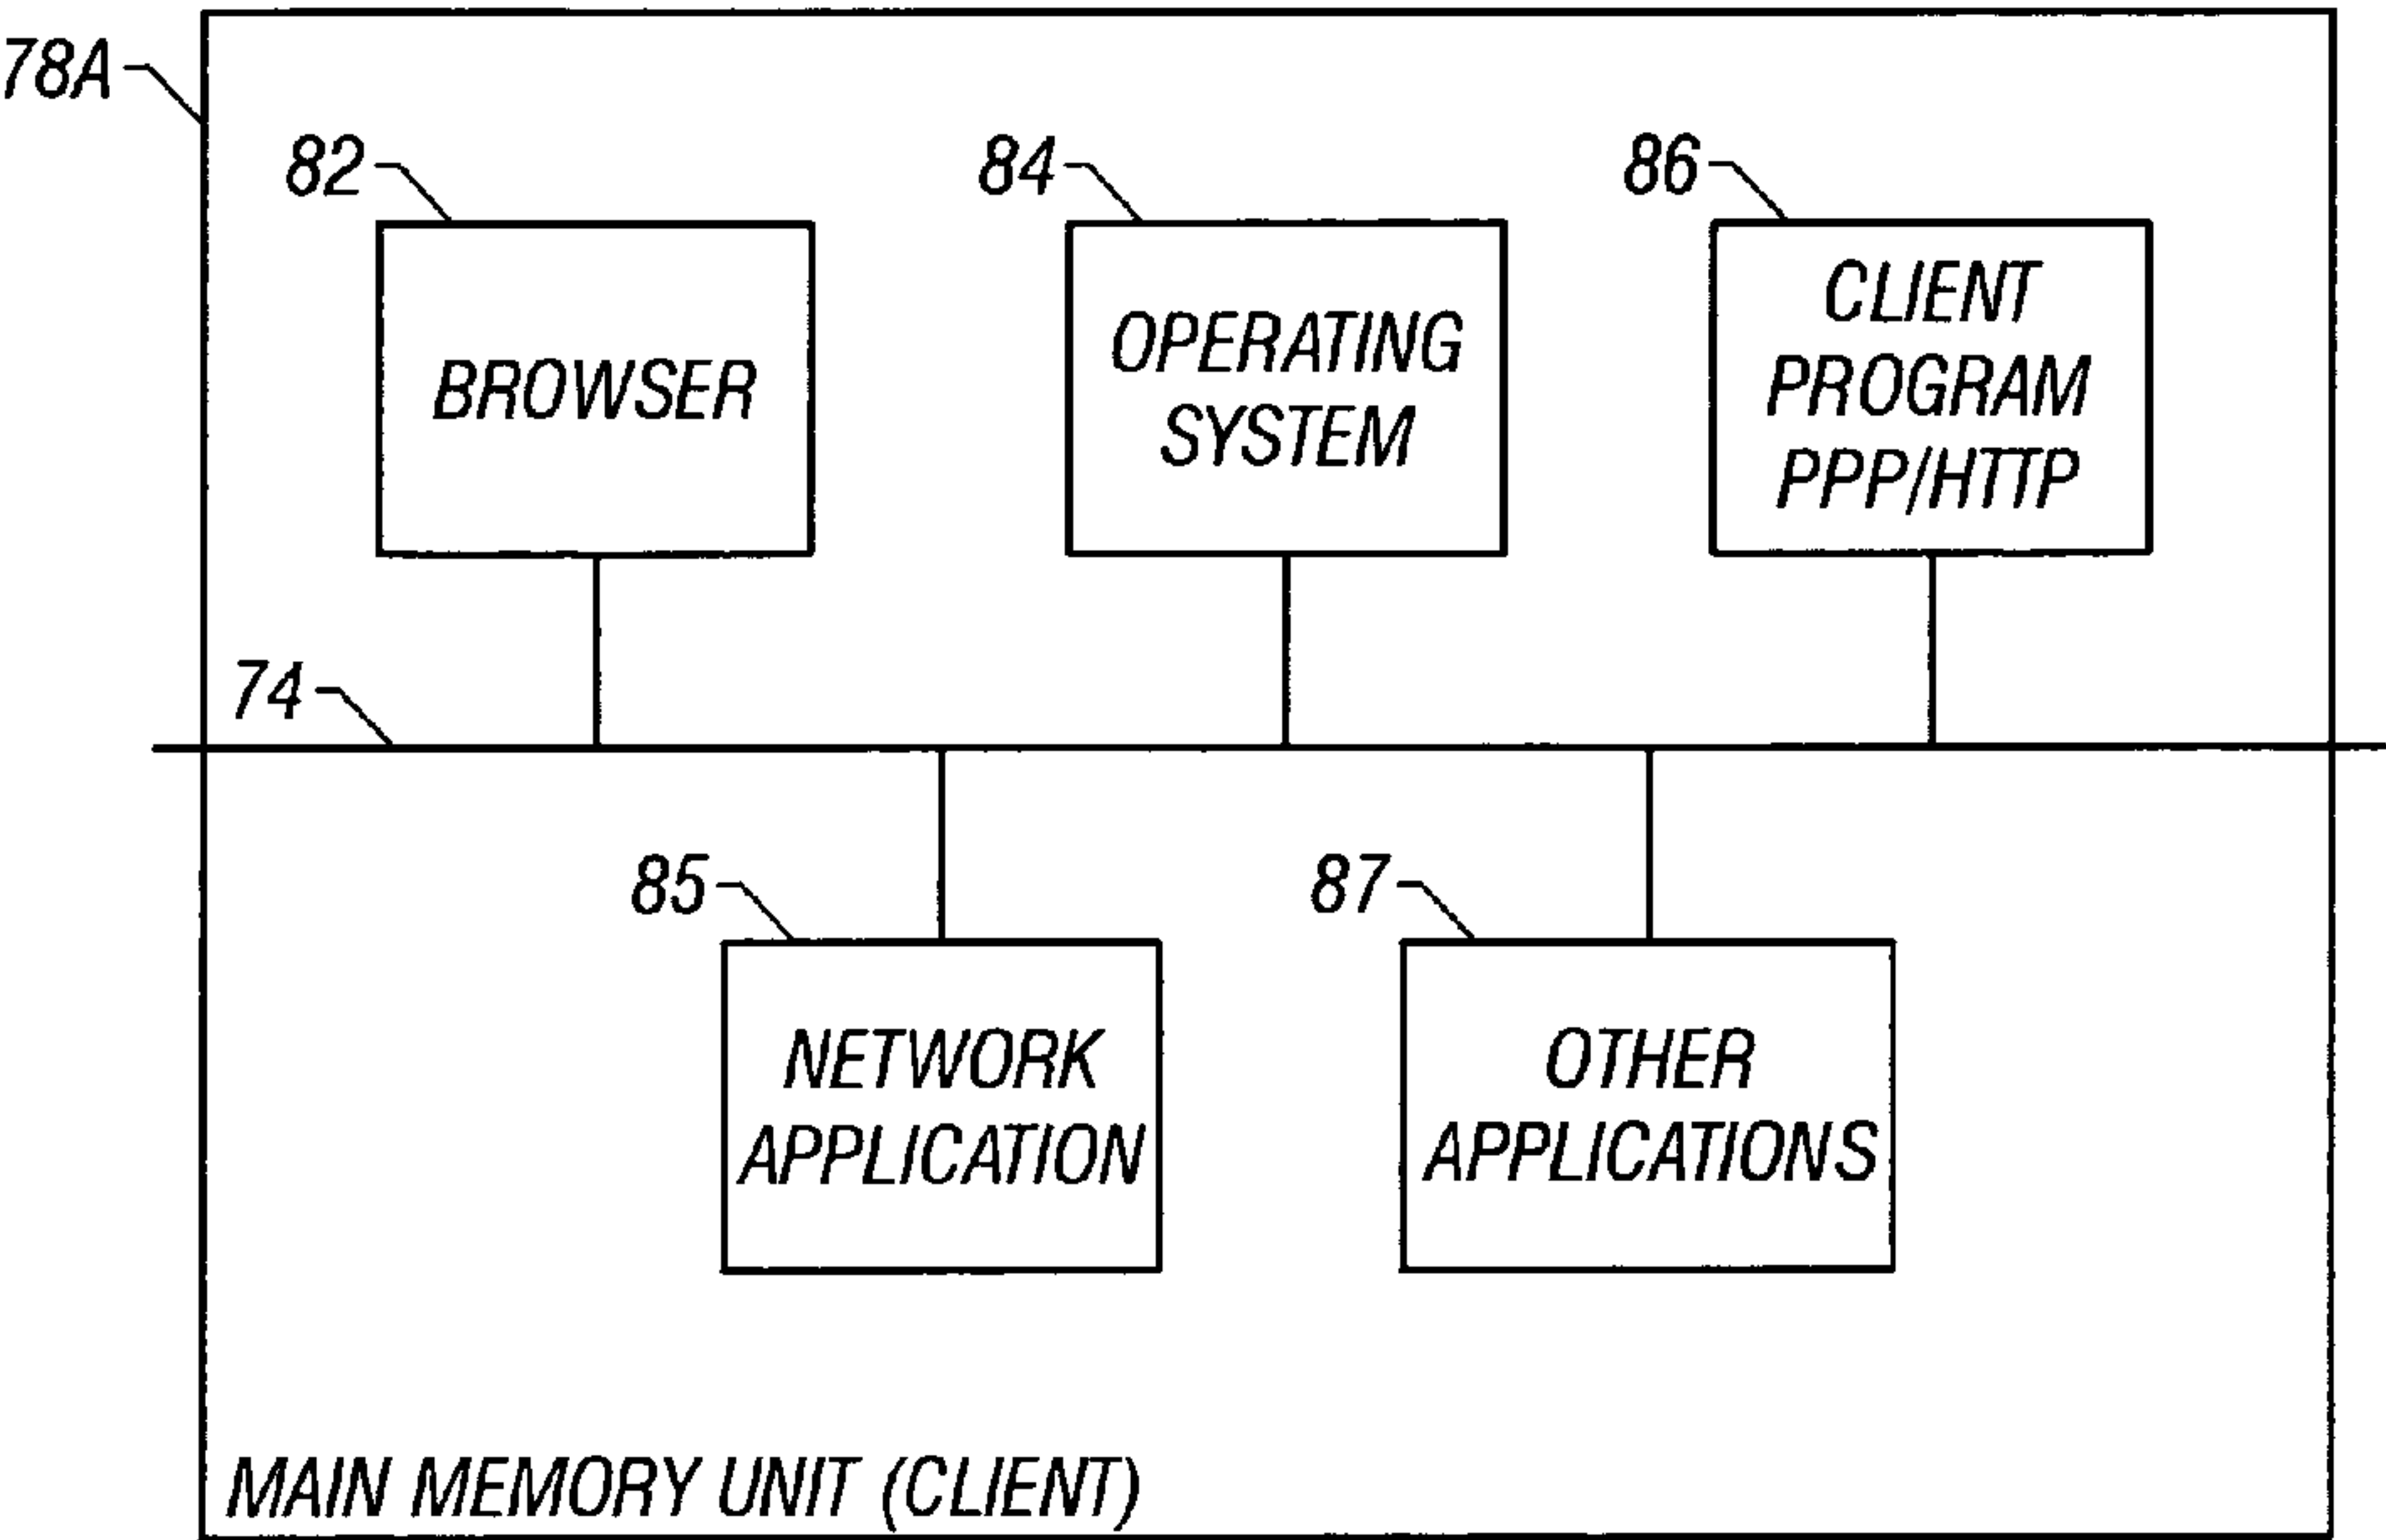 78A
82
84
86
BROWSER
OPERATING
SYSTEM
CLIENT
PROGRAM
PPP/HTTP
74
85
87
NETWORK
APPLICATION
OTHER
APPLICATIONS
MAIN MEMORY UNIT (CLIENT)